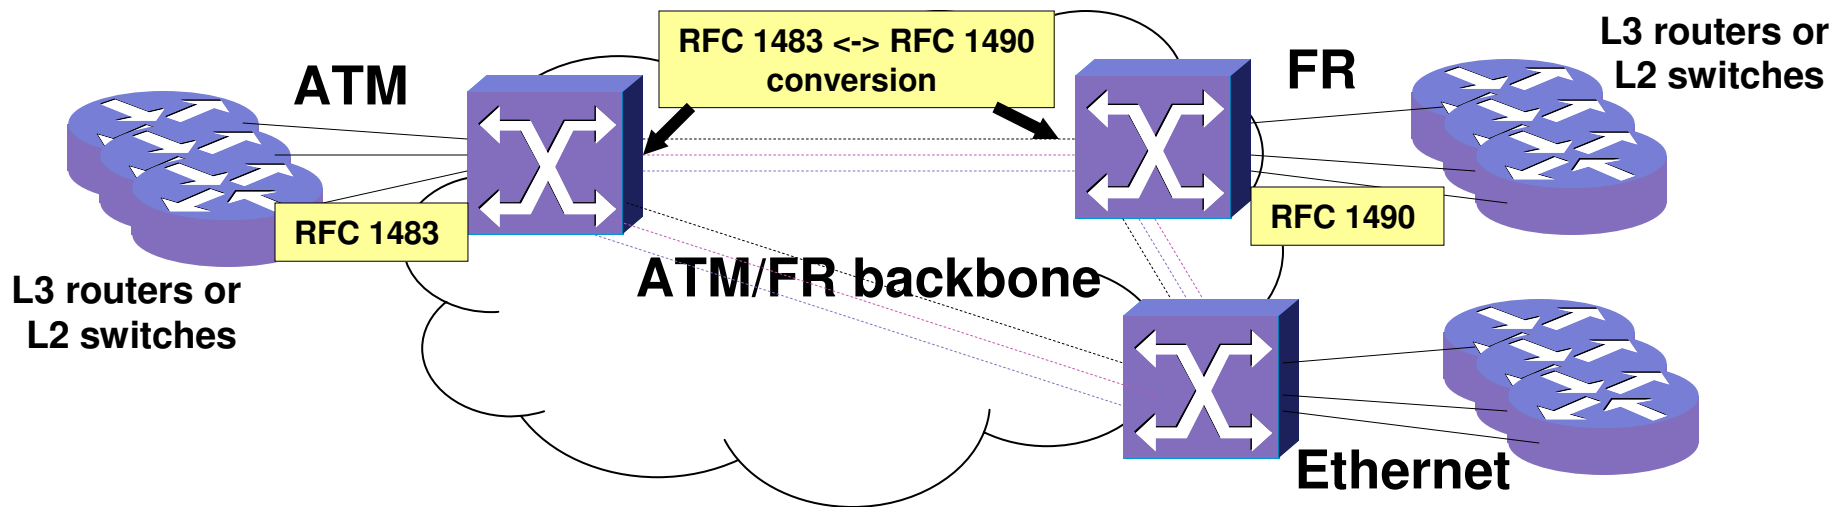 RFC 1483 <-> RFC 1490
conversion
L3 routers or
L2 switches
ATM
FR
RFC 1483
RFC 1490
ATM/FR backbone
L3 routers or
L2 switches
Ethernet